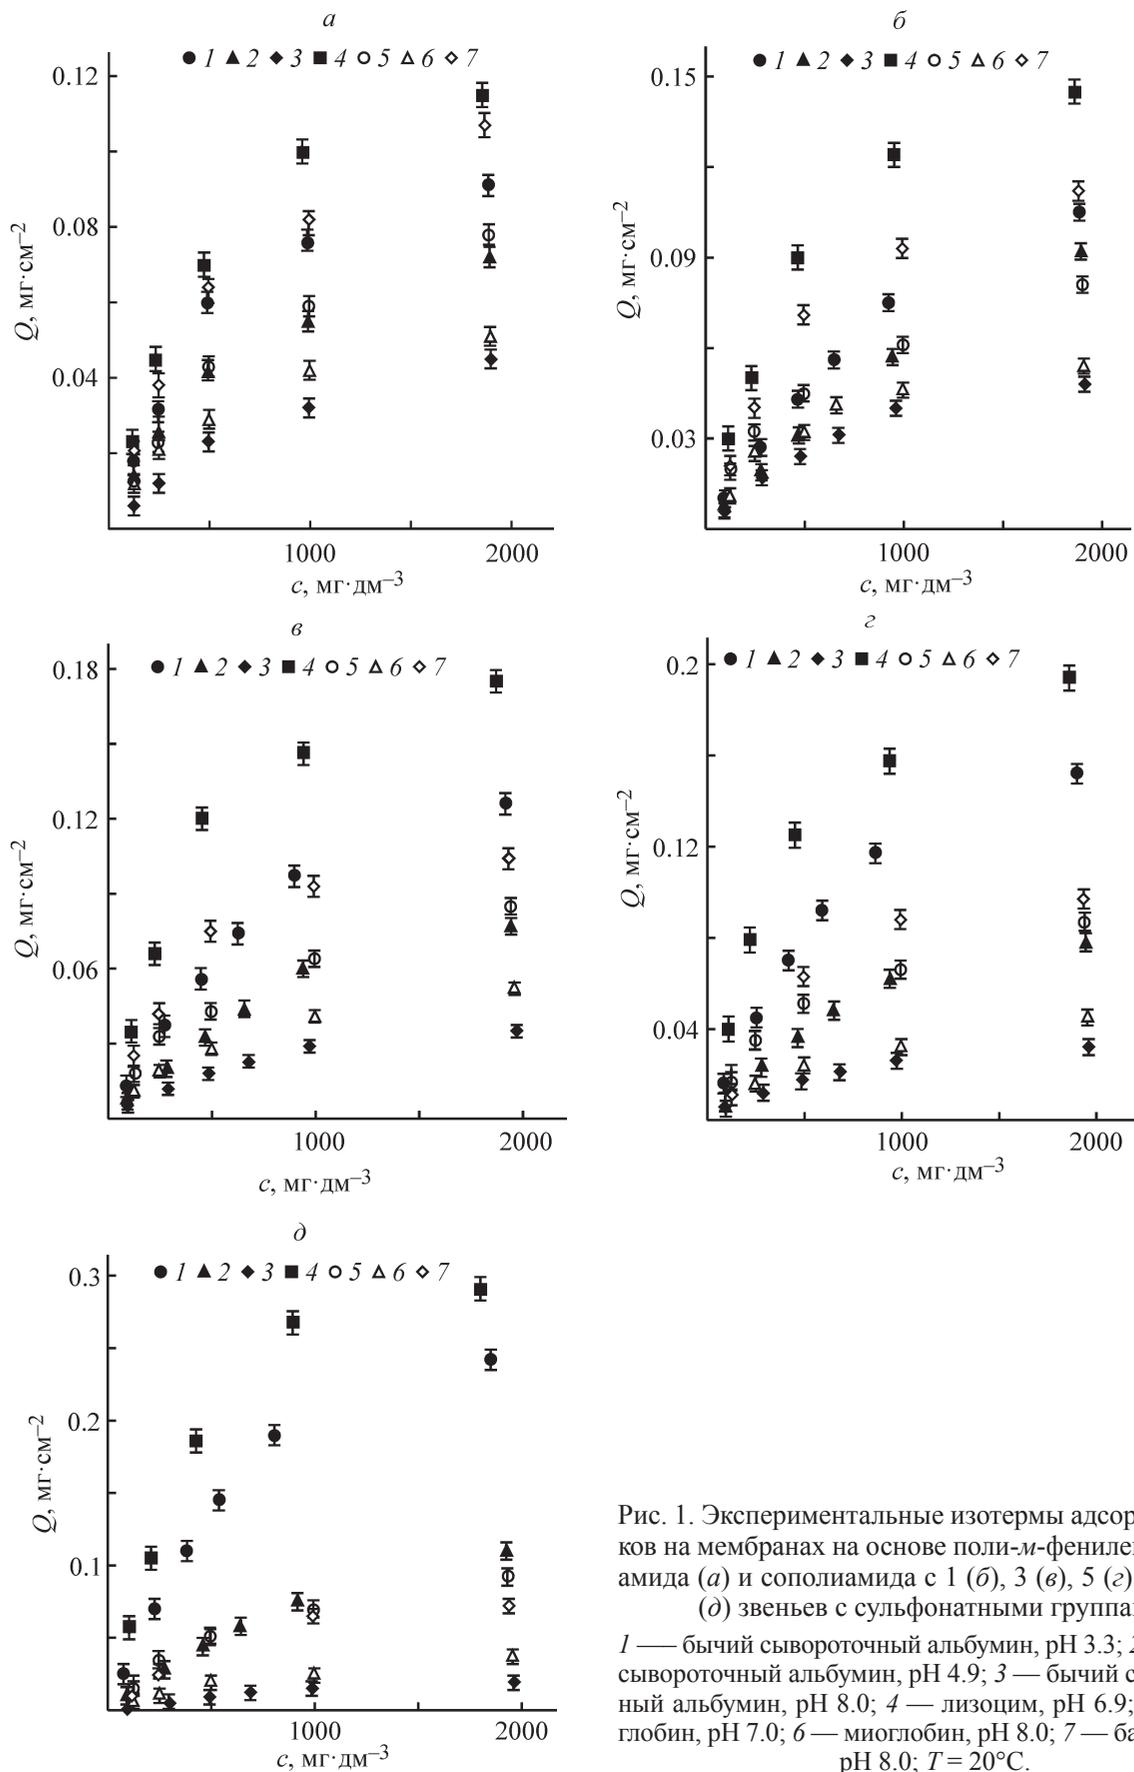 а
● 1 ▲ 2 ◆ 3 ■ 4 ○ 5 △ 6 ◇ 7
0.12
0.08
0.04
Q, мг·см⁻²
1000 2000
c, мг·дм⁻³
б
● 1 ▲ 2 ◆ 3 ■ 4 ○ 5 △ 6 ◇ 7
0.15
0.09
0.03
Q, мг·см⁻²
1000 2000
c, мг·дм⁻³
в
● 1 ▲ 2 ◆ 3 ■ 4 ○ 5 △ 6 ◇ 7
0.18
0.12
0.06
Q, мг·см⁻²
1000 2000
c, мг·дм⁻³
г
● 1 ▲ 2 ◆ 3 ■ 4 ○ 5 △ 6 ◇ 7
0.2
0.12
0.04
Q, мг·см⁻²
1000 2000
c, мг·дм⁻³
д
● 1 ▲ 2 ◆ 3 ■ 4 ○ 5 △ 6 ◇ 7
0.3
0.2
0.1
Q, мг·см⁻²
1000 2000
c, мг·дм⁻³
Рис. 1. Экспериментальные изотермы адсор
ков на мембранах на основе поли-м-фенилен
амида (а) и сополиамида с 1 (б), 3 (в), 5 (г)
(д) звеньев с сульфонатными группа
1 — бычий сывороточный альбумин, pH 3.3; 2
сывороточный альбумин, pH 4.9; 3 — бычий с
ный альбумин, pH 8.0; 4 — лизоцим, pH 6.9;
глобин, pH 7.0; 6 — миоглобин, pH 8.0; 7 — ба
pH 8.0; T = 20°C.